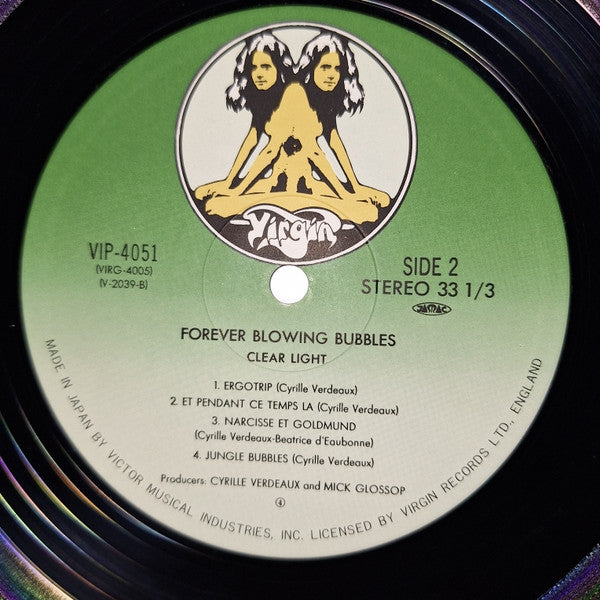 Virgin
VIP-4051
(VIRG-4005)
(V-2039-B)
SIDE 2
STEREO 33 1/3
JASRAC
FOREVER BLOWING BUBBLES
CLEAR LIGHT
1. ERGOTRIP (Cyrille Verdeaux)
2. ET PENDANT CE TEMPS LA (Cyrille Verdeaux)
3. NARCISSE ET GOLDMUND
(Cyrille Verdeaux-Beatrice d'Eaubonne)
4. JUNGLE BUBBLES (Cyrille Verdeaux)
Producers: CYRILLE VERDEAUX and MICK GLOSSOP
④
MADE IN JAPAN BY VICTOR MUSICAL INDUSTRIES, INC. LICENSED BY VIRGIN RECORDS LTD., ENGLAND